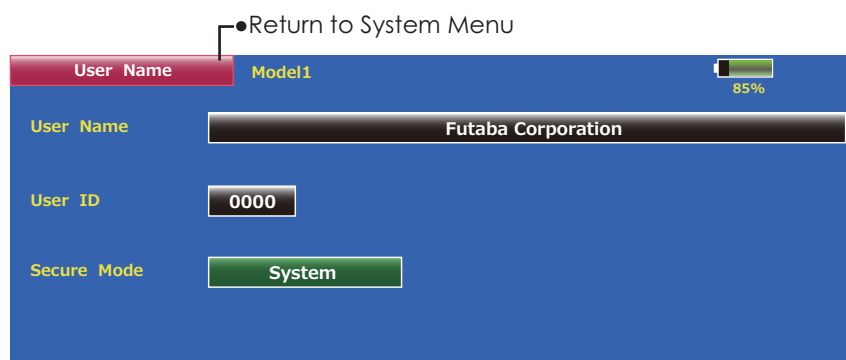 ●Return to System Menu
User Name Model1
85%
User Name Futaba Corporation
User ID 0000
Secure Mode System